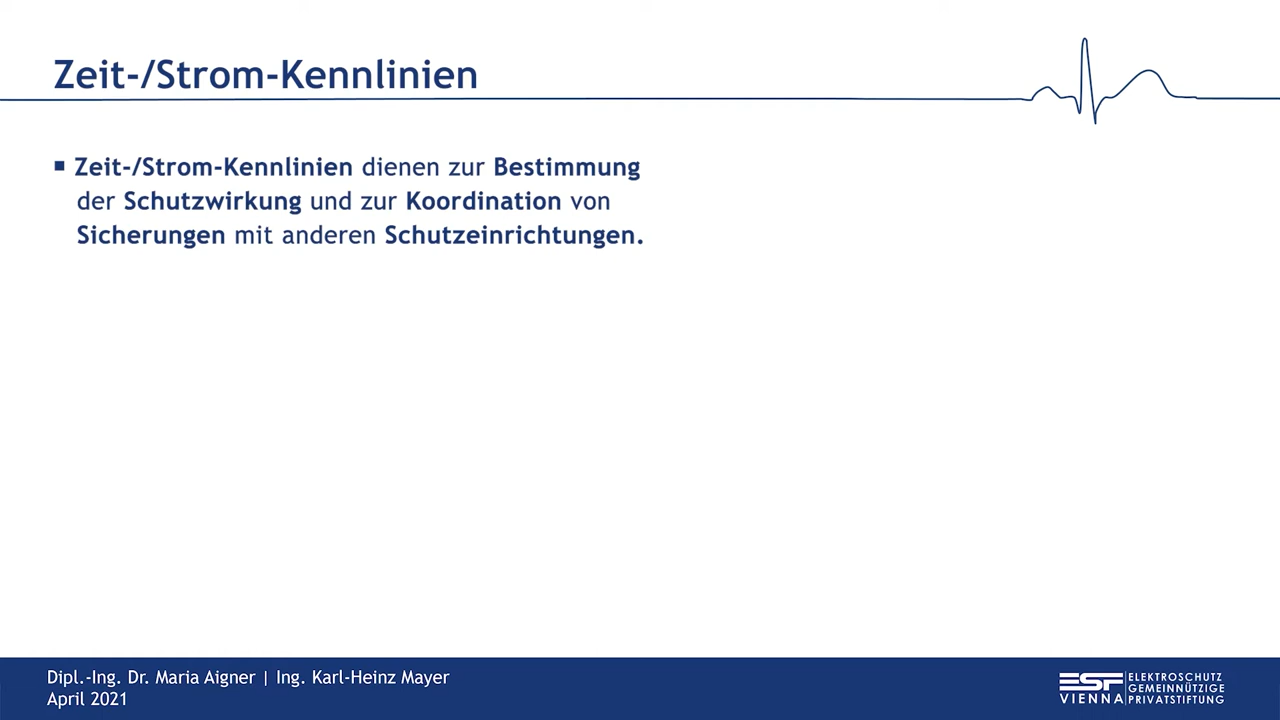 Zeit-/Strom-Kennlinien
▪ Zeit-/Strom-Kennlinien dienen zur Bestimmung
der Schutzwirkung und zur Koordination von
Sicherungen mit anderen Schutzeinrichtungen.
Dipl.-Ing. Dr. Maria Aigner | Ing. Karl-Heinz Mayer
April 2021
ESF VIENNA
ELEKTROSCHUTZ
GEMEINNÜTZIGE
PRIVATSTIFTUNG